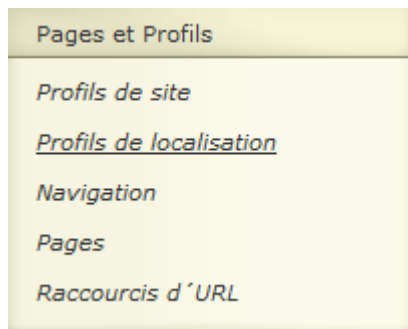 Pages et Profils
Profils de site
Profils de localisation
Navigation
Pages
Raccourcis d´URL